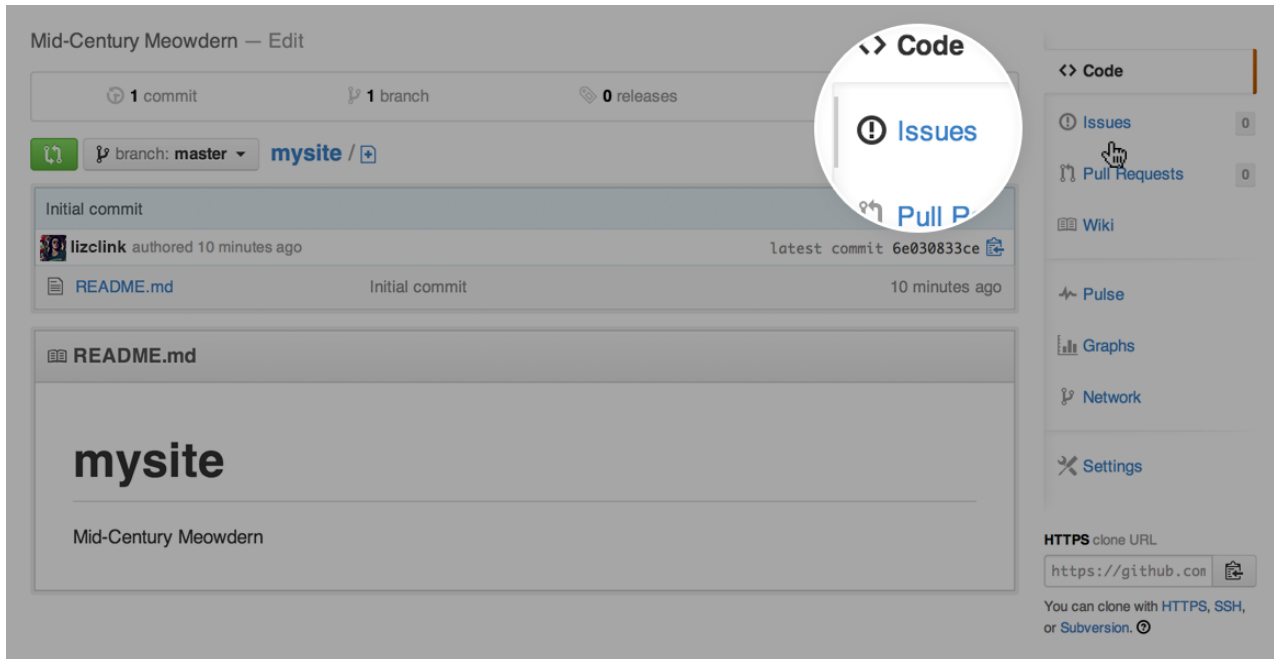 Mid-Century Meowdern — Edit
1 commit
1 branch
0 releases
branch: master
mysite /
Initial commit
lizclink authored 10 minutes ago
latest commit 6e030833ce
README.md
Initial commit
10 minutes ago
README.md
mysite
Mid-Century Meowdern
Code
Issues
Pull
Code
Issues 0
Pull Requests 0
Wiki
Pulse
Graphs
Network
Settings
HTTPS clone URL
https://github.com
You can clone with HTTPS, SSH,
or Subversion.